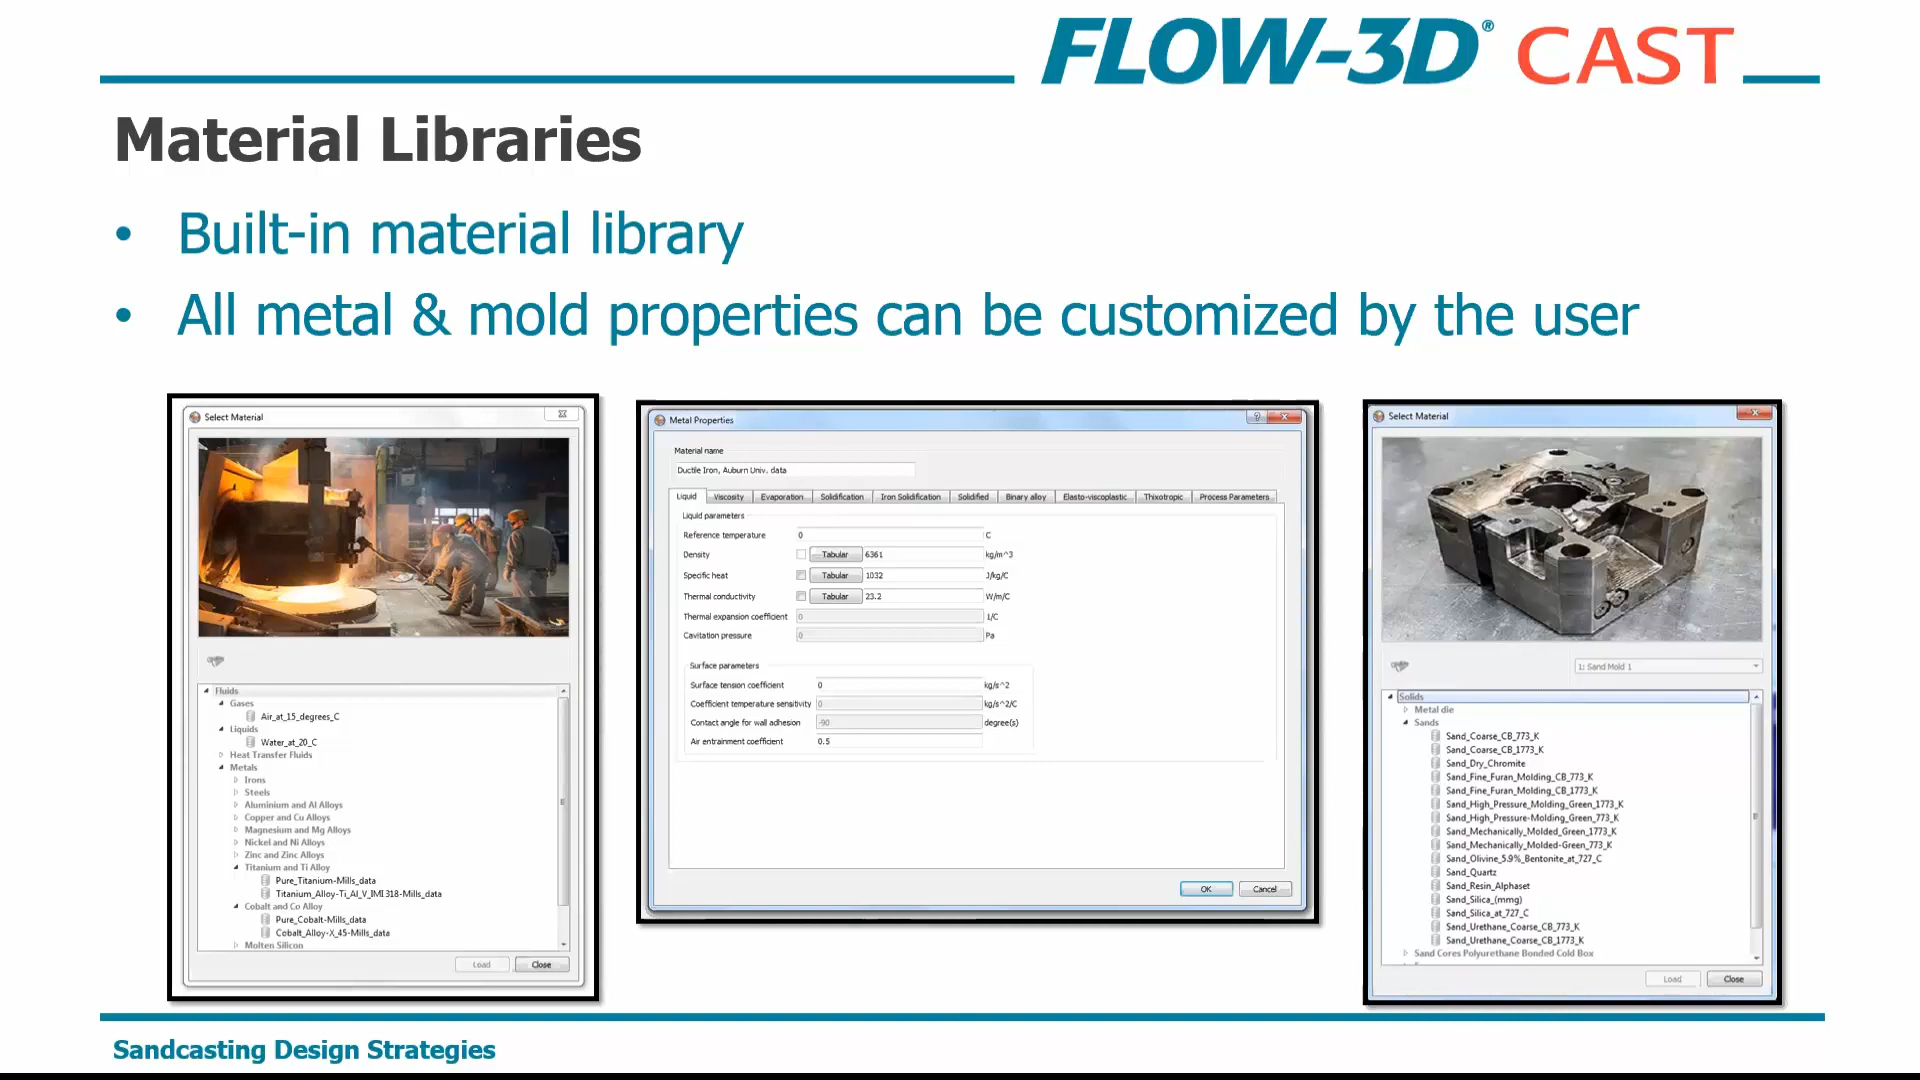 FLOW-3D® CAST
Material Libraries
• Built-in material library
• All metal & mold properties can be customized by the user
Select Material
Fluids
Gases
Air_at_15_degrees_C
Liquids
Water_at_20_C
Heat Transfer Fluids
Metals
Irons
Steels
Aluminium and Al Alloys
Copper and Cu Alloys
Magnesium and Mg Alloys
Nickel and Ni Alloys
Zinc and Zinc Alloys
Titanium and Ti Alloy
Pure_Titanium-Mills_data
Titanium_Alloy-Ti_Al_V_IMI 318-Mills_data
Cobalt and Co Alloy
Pure_Cobalt-Mills_data
Cobalt_Alloy-X_45-Mills_data
Molten Silicon
Load Close
Metal Properties
Material name
Ductile Iron, Auburn Univ. data
Liquid Viscosity Evaporation Solidification Iron Solidification Solidified Binary alloy Elasto-viscoplastic Thixotropic Process Parameters
Liquid parameters
Reference temperature 0 C
Density Tabular 6361 kg/m^3
Specific heat Tabular 1032 J/kg/C
Thermal conductivity Tabular 23.2 W/m/C
Thermal expansion coefficient 0 1/C
Cavitation pressure 0 Pa
Surface parameters
Surface tension coefficient 0 kg/s^2
Coefficient temperature sensitivity 0 kg/s^2/C
Contact angle for wall adhesion -90 degree(s)
Air entrainment coefficient 0.5
OK Cancel
Select Material
1: Sand Mold 1
Solids
Metal die
Sands
Sand_Coarse_CB_773_K
Sand_Coarse_CB_1773_K
Sand_Dry_Chromite
Sand_Fine_Furan_Molding_CB_773_K
Sand_Fine_Furan_Molding_CB_1773_K
Sand_High_Pressure_Molding_Green_1773_K
Sand_High_Pressure-Molding_Green_773_K
Sand_Mechanically_Molded_Green_1773_K
Sand_Mechanically_Molded-Green_773_K
Sand_Olivine_5.9%_Bentonite_at_727_C
Sand_Quartz
Sand_Resin_Alphaset
Sand_Silica_(mmg)
Sand_Silica_at_727_C
Sand_Urethane_Coarse_CB_773_K
Sand_Urethane_Coarse_CB_1773_K
Sand Cores Polyurethane Bonded Cold Box
Load Close
Sandcasting Design Strategies